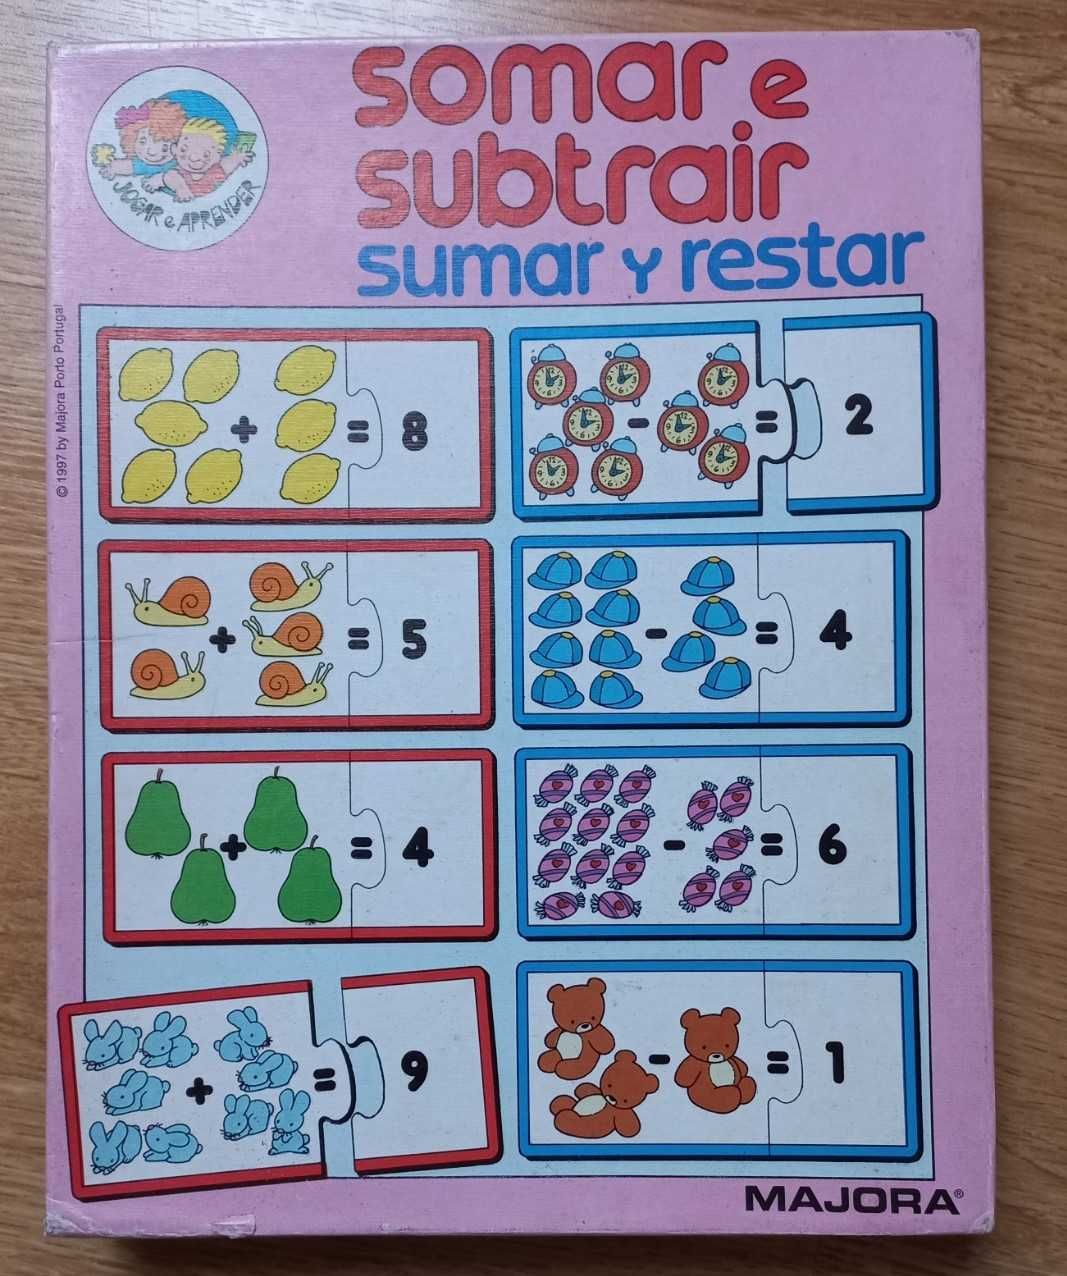 somar e
subtrair
sumar y restar
JOGAR e APRENDER
© 1997 by Majora Porto Portugal
+ = 8
- = 2
+ = 5
- = 4
+ = 4
- = 6
+ = 9
- = 1
MAJORA®